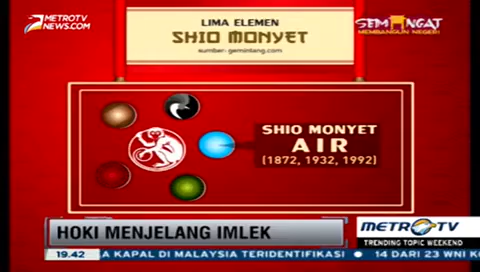 METROTV
NEWS.COM
LIMA ELEMEN
SHIO MONYET
sumber: gemintang.com
SEMANGAT
MEMBANGUN NEGERI
SHIO MONYET
AIR
(1872, 1932, 1992)
HOKI MENJELANG IMLEK
METRO TV
TRENDING TOPIC WEEKEND
19.42
A KAPAL DI MALAYSIA TERIDENTIFIKASI
14 DARI 23 WNI KO